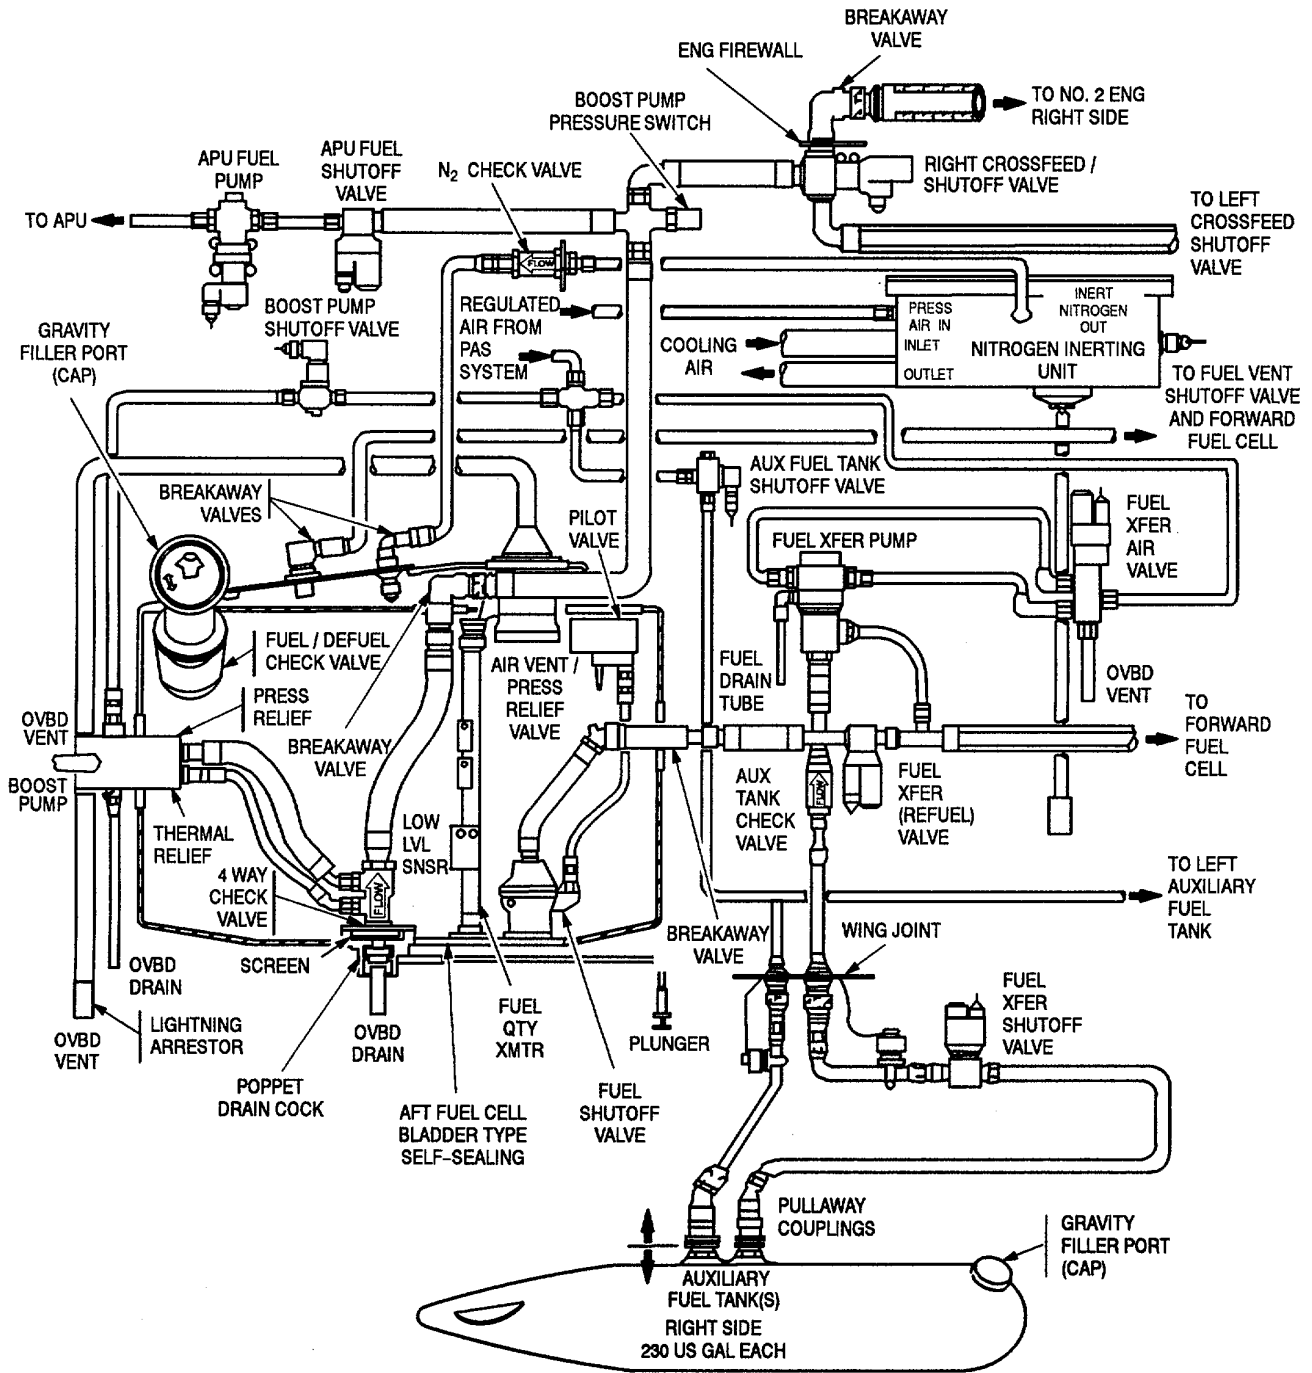 BREAKAWAY
VALVE
ENG FIREWALL
TO NO. 2 ENG
RIGHT SIDE
BOOST PUMP
PRESSURE SWITCH
APU FUEL
PUMP
APU FUEL
SHUTOFF
VALVE
N2 CHECK VALVE
RIGHT CROSSFEED /
SHUTOFF VALVE
TO APU
TO LEFT
CROSSFEED
SHUTOFF
VALVE
FLOW
BOOST PUMP
SHUTOFF VALVE
REGULATED
AIR FROM
PAS
SYSTEM
PRESS
AIR IN
INLET
OUTLET
INERT
NITROGEN
OUT
NITROGEN INERTING
UNIT
COOLING
AIR
GRAVITY
FILLER PORT
(CAP)
TO FUEL VENT
SHUTOFF VALVE
AND FORWARD
FUEL CELL
AUX FUEL TANK
SHUTOFF VALVE
BREAKAWAY
VALVES
PILOT
VALVE
FUEL XFER PUMP
FUEL
XFER
AIR
VALVE
FUEL / DEFUEL
CHECK VALVE
AIR VENT /
PRESS
RELIEF
VALVE
FUEL
DRAIN
TUBE
OVBD
VENT
PRESS
RELIEF
OVBD
VENT
BREAKAWAY
VALVE
TO
FORWARD
FUEL
CELL
BOOST
PUMP
THERMAL
RELIEF
LOW
LVL
SNSR
AUX
TANK
CHECK
VALVE
FLOW
FUEL
XFER
(REFUEL)
VALVE
4 WAY
CHECK
VALVE
FLOW
TO LEFT
AUXILIARY
FUEL
TANK
BREAKAWAY
VALVE
WING JOINT
SCREEN
OVBD
DRAIN
OVBD
VENT
LIGHTNING
ARRESTOR
OVBD
DRAIN
FUEL
QTY
XMTR
PLUNGER
FUEL
XFER
SHUTOFF
VALVE
POPPET
DRAIN COCK
AFT FUEL CELL
BLADDER TYPE
SELF-SEALING
FUEL
SHUTOFF
VALVE
PULLAWAY
COUPLINGS
GRAVITY
FILLER PORT
(CAP)
AUXILIARY
FUEL TANK(S)
RIGHT SIDE
230 US GAL EACH